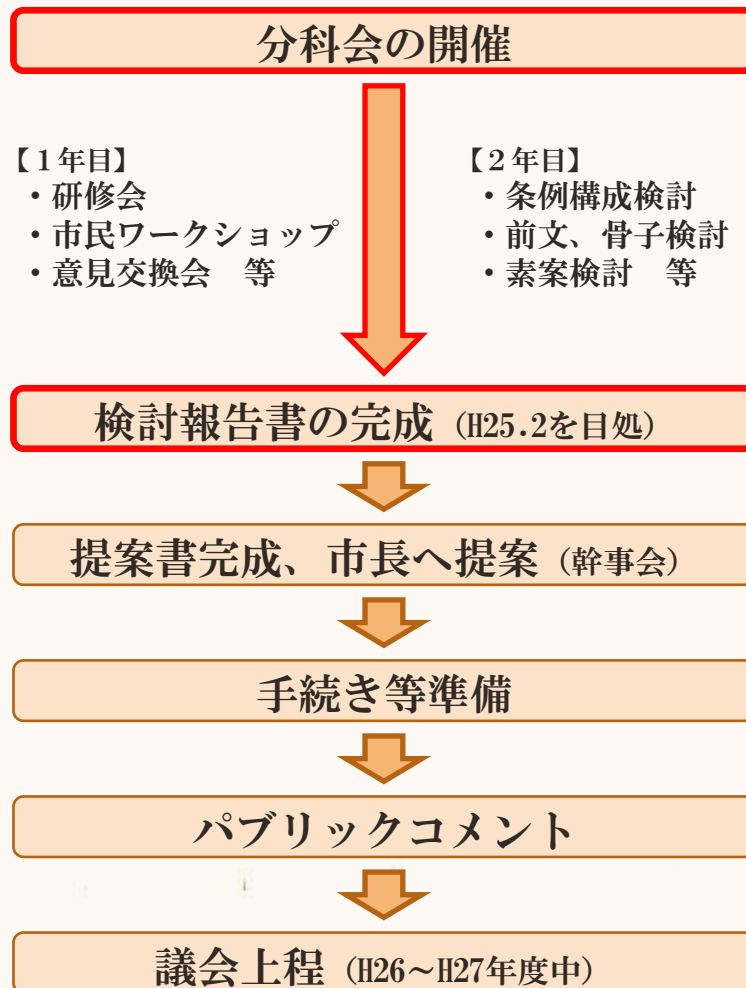 分科会の開催
【１年目】
・研修会
・市民ワークショップ
・意見交換会　等
【２年目】
・条例構成検討
・前文、骨子検討
・素案検討　等
検討報告書の完成（H25.2を目処）
提案書完成、市長へ提案（幹事会）
手続き等準備
パブリックコメント
議会上程（H26～H27年度中）